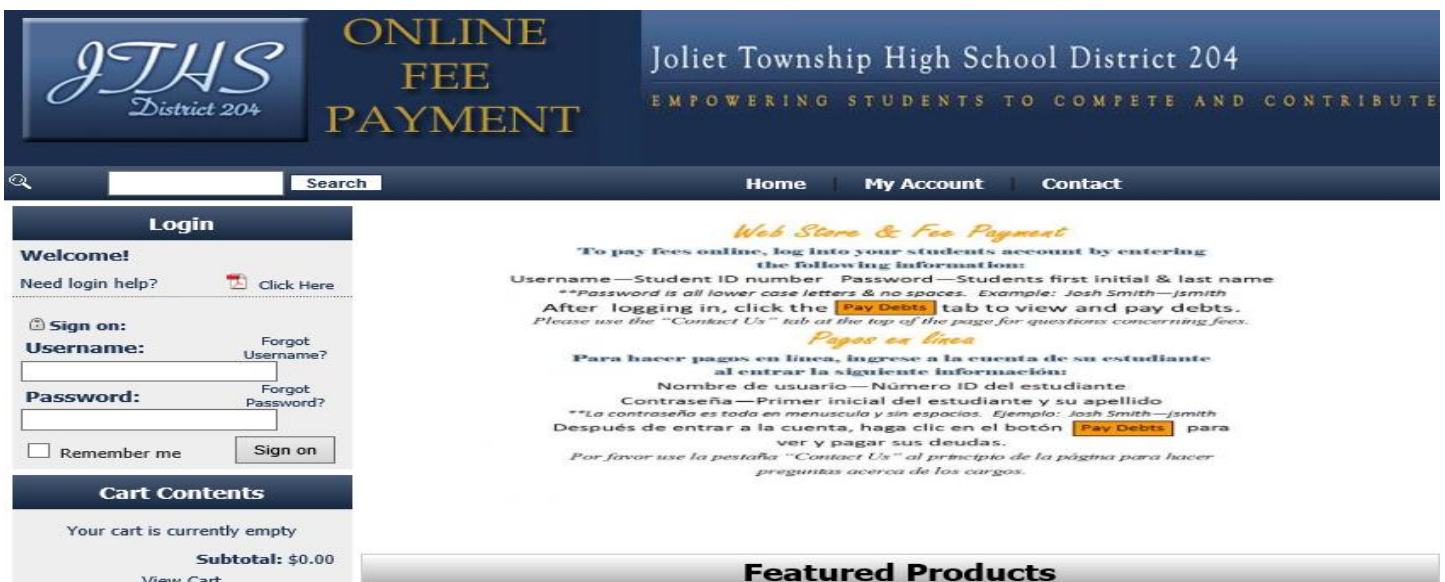 JTHS
District 204
ONLINE
FEE
PAYMENT
Joliet Township High School District 204
EMPOWERING STUDENTS TO COMPETE AND CONTRIBUTE
Search
Home | My Account | Contact
Login
Welcome!
Need login help? Click Here
Sign on:
Username:
Forgot
Username?
Password:
Forgot
Password?
Remember me
Sign on
Cart Contents
Your cart is currently empty
Subtotal: $0.00
View Cart
Web Store & Fee Payment
To pay fees online, log into your students account by entering
the following information:
Username—Student ID number Password—Students first initial & last name
**Password is all lower case letters & no spaces. Example: Josh Smith—jsmith
After logging in, click the Pay Debts tab to view and pay debts.
Please use the "Contact Us" tab at the top of the page for questions concerning fees.
Pagos en línea
Para hacer pagos en línea, ingrese a la cuenta de su estudiante
al entrar la siguiente información:
Nombre de usuario—Número ID del estudiante
Contraseña—Primer inicial del estudiante y su apellido
**La contraseña es toda en menuscula y sin espacios. Ejemplo: Josh Smith—jsmith
Después de entrar a la cuenta, haga clic en el botón Pay Debts para
ver y pagar sus deudas.
Por favor use la pestaña "Contact Us" al principio de la página para hacer
preguntas acerca de los cargos.
Featured Products